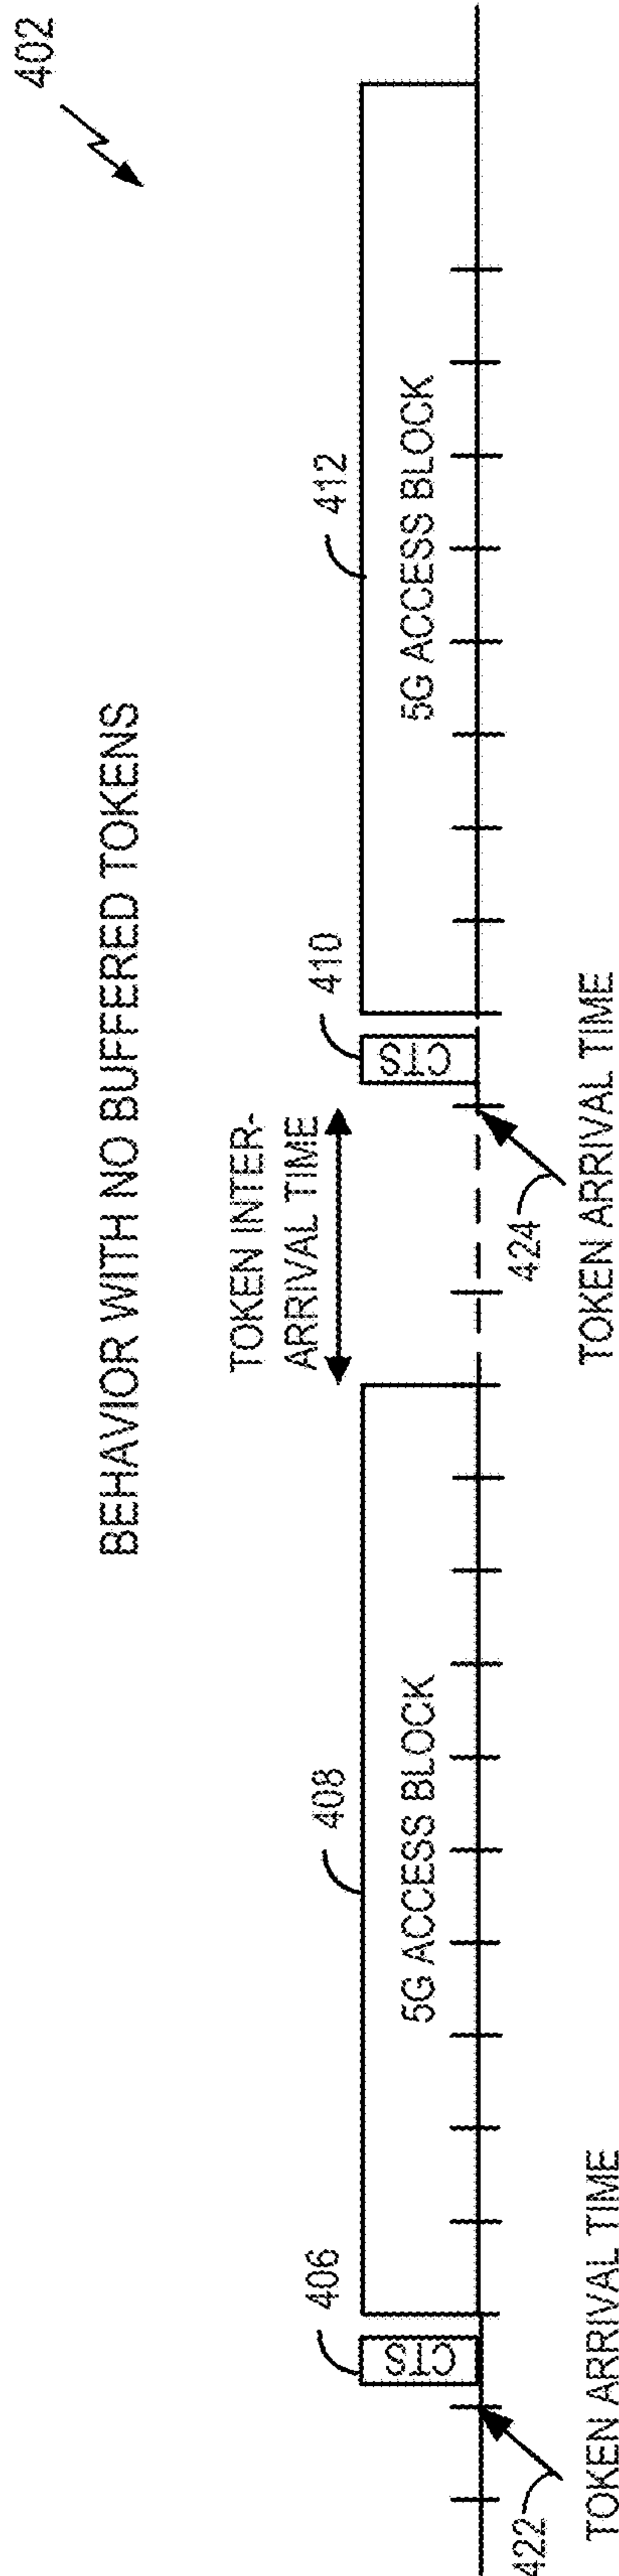 402
BEHAVIOR WITH NO BUFFERED TOKENS
TOKEN INTER-
ARRIVAL TIME
406
408
410
412
CTS
5G ACCESS BLOCK
CTS
5G ACCESS BLOCK
422
424
TOKEN ARRIVAL TIME
TOKEN ARRIVAL TIME